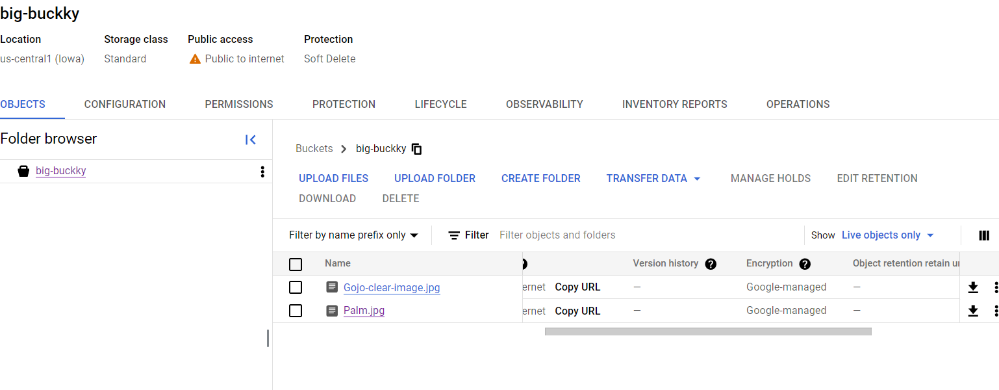 big-buckky
Location Storage class Public access Protection
us-central1 (Iowa) Standard Public to internet Soft Delete
OBJECTS CONFIGURATION PERMISSIONS PROTECTION LIFECYCLE OBSERVABILITY INVENTORY REPORTS OPERATIONS
Folder browser
big-buckky
Buckets > big-buckky
UPLOAD FILES UPLOAD FOLDER CREATE FOLDER TRANSFER DATA MANAGE HOLDS EDIT RETENTION
DOWNLOAD DELETE
Filter by name prefix only Filter Filter objects and folders Show Live objects only
Name Version history Encryption Object retention retain
Gojo-clear-image.jpg ernet Copy URL — Google-managed —
Palm.jpg ernet Copy URL — Google-managed —